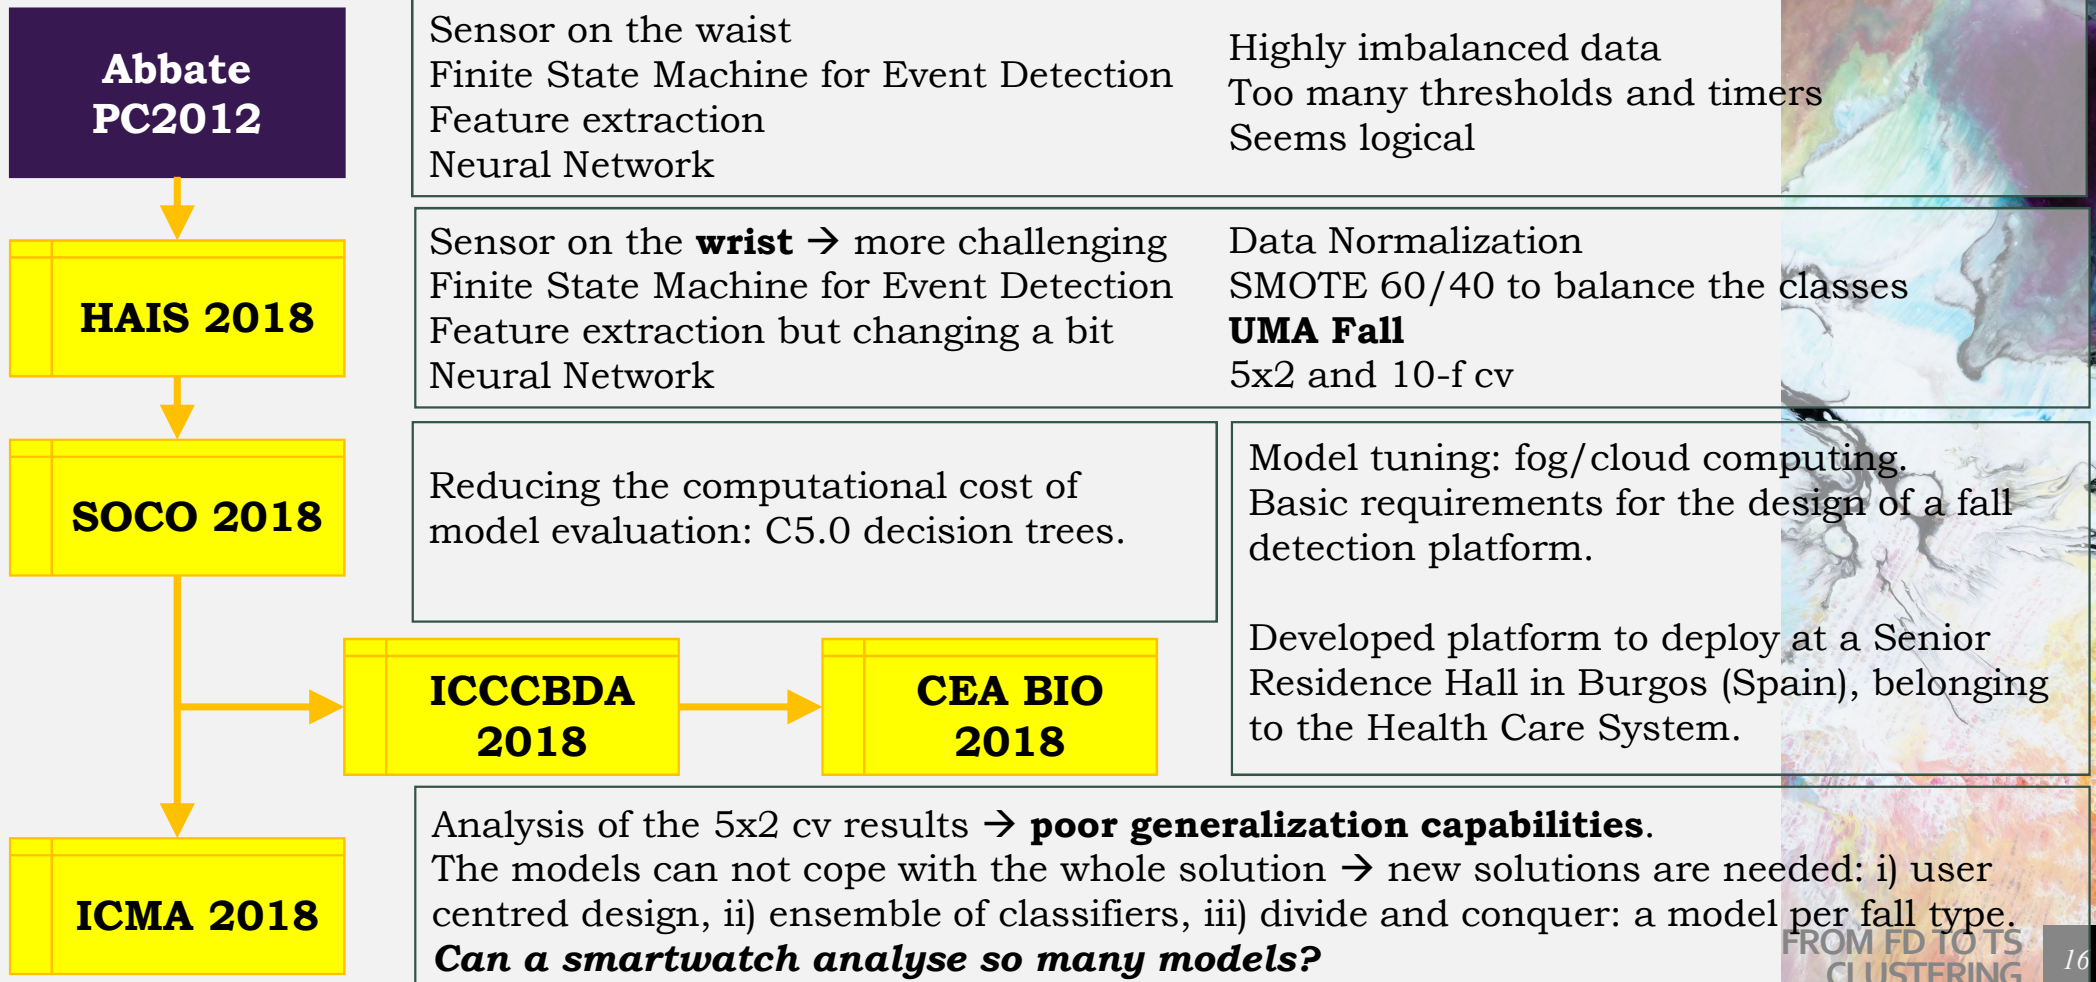 Abbate
PC2012
Sensor on the waist
Finite State Machine for Event Detection
Feature extraction
Neural Network
Highly imbalanced data
Too many thresholds and timers
Seems logical
HAIS 2018
Sensor on the wrist → more challenging
Finite State Machine for Event Detection
Feature extraction but changing a bit
Neural Network
Data Normalization
SMOTE 60/40 to balance the classes
UMA Fall
5x2 and 10-f cv
SOCO 2018
Reducing the computational cost of
model evaluation: C5.0 decision trees.
Model tuning: fog/cloud computing.
Basic requirements for the design of a fall
detection platform.
Developed platform to deploy at a Senior
Residence Hall in Burgos (Spain), belonging
to the Health Care System.
ICCCBDA
2018
CEA BIO
2018
ICMA 2018
Analysis of the 5x2 cv results → poor generalization capabilities.
The models can not cope with the whole solution → new solutions are needed: i) user
centred design, ii) ensemble of classifiers, iii) divide and conquer: a model per fall type.
Can a smartwatch analyse so many models?
FROM FD TO TS
CLUSTERING
16